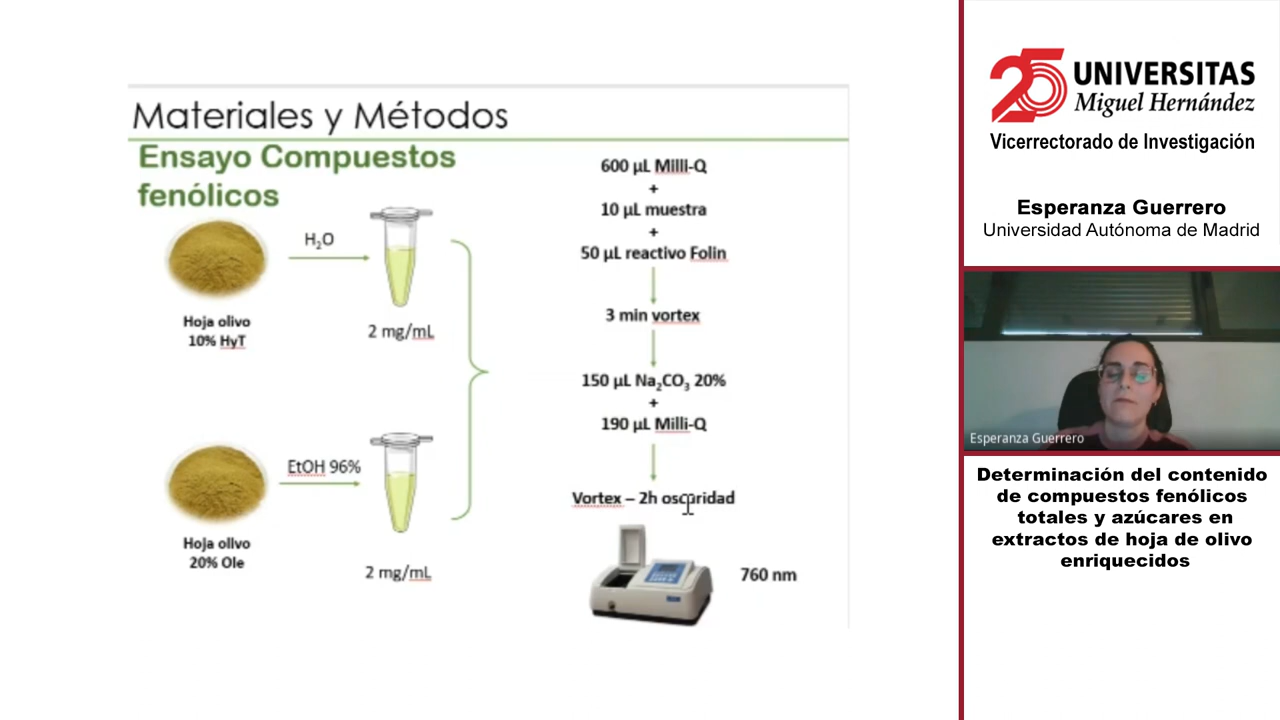 Materiales y Métodos
Ensayo Compuestos
fenólicos
H₂O
Hoja olivo
10% HyT
2 mg/mL
EtOH 96%
Hoja olivo
20% Ole
2 mg/mL
600 µL Milli-Q
+
10 µL muestra
+
50 µL reactivo Folin
3 min vortex
150 µL Na₂CO₃ 20%
+
190 µL Milli-Q
Vortex – 2h oscuridad
760 nm
25 UNIVERSITAS
Miguel Hernández
Vicerrectorado de Investigación
Esperanza Guerrero
Universidad Autónoma de Madrid
Esperanza Guerrero
Determinación del contenido
de compuestos fenólicos
totales y azúcares en
extractos de hoja de olivo
enriquecidos